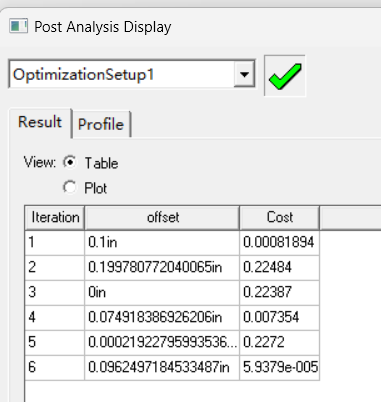 Post Analysis Display
OptimizationSetup1
Result Profile
View: Table
Plot
Iteration offset Cost
1 0.1in 0.00081894
2 0.199780772040065in 0.22484
3 0in 0.22387
4 0.074918386926206in 0.007354
5 0.00021922795993536... 0.2272
6 0.0962497184533487in 5.9379e-005